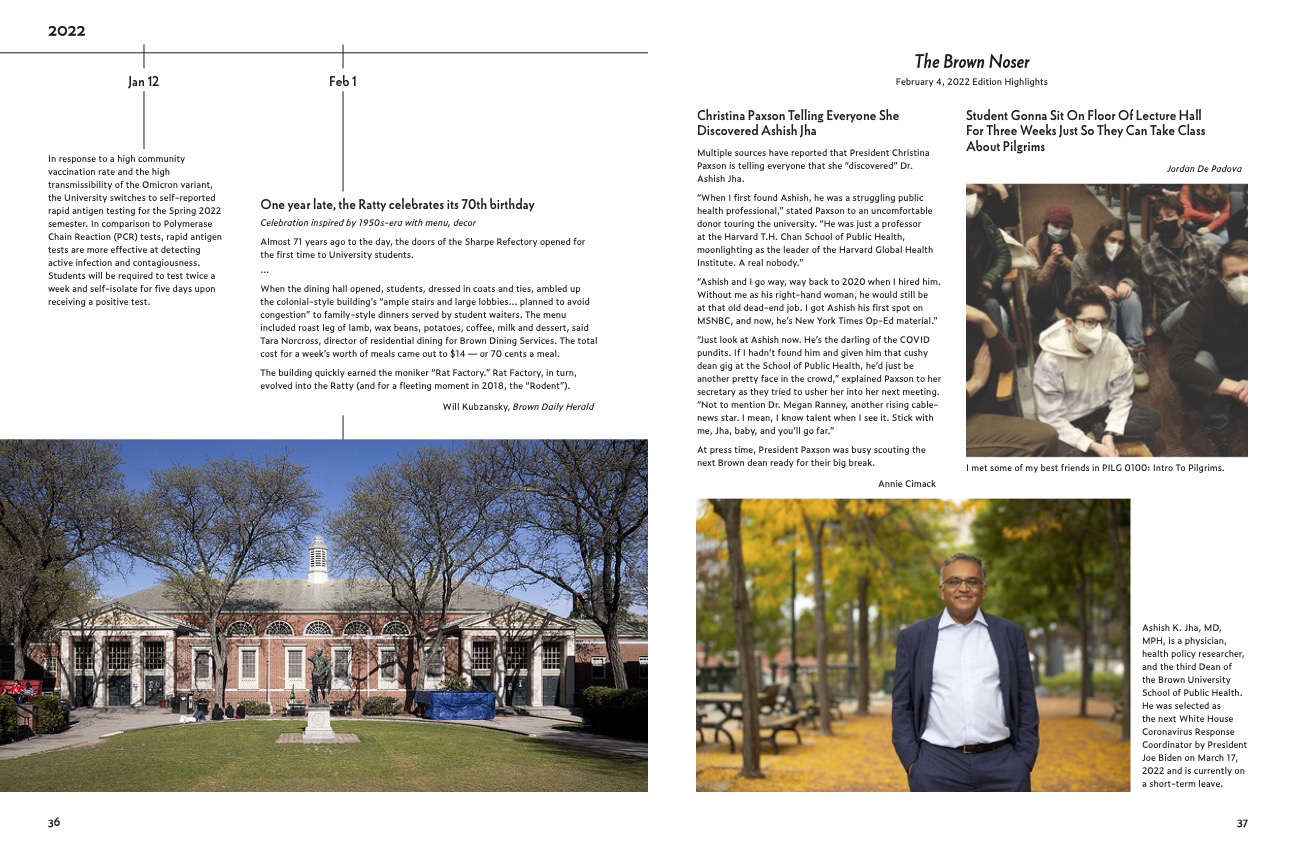 2022
Jan 12
In response to a high community
vaccination rate and the high
transmissibility of the Omicron variant,
the University switches to self-reported
rapid antigen testing for the Spring 2022
semester. In comparison to Polymerase
Chain Reaction (PCR) tests, rapid antigen
tests are more effective at detecting
active infection and contagiousness.
Students will be required to test twice a
week and self-isolate for five days upon
receiving a positive test.
Feb 1
One year late, the Ratty celebrates its 70th birthday
Celebration inspired by 1950s-era with menu, decor
Almost 71 years ago to the day, the doors of the Sharpe Refectory opened for
the first time to University students.
...
When the dining hall opened, students, dressed in coats and ties, ambled up
the colonial-style building's "ample stairs and large lobbies... planned to avoid
congestion" to family-style dinners served by student waiters. The menu
included roast leg of lamb, wax beans, potatoes, coffee, milk and dessert, said
Tara Norcross, director of residential dining for Brown Dining Services. The total
cost for a week's worth of meals came out to $14 — or 70 cents a meal.
The building quickly earned the moniker "Rat Factory." Rat Factory, in turn,
evolved into the Ratty (and for a fleeting moment in 2018, the "Rodent").
Will Kubzansky, Brown Daily Herald
36
The Brown Noser
February 4, 2022 Edition Highlights
Christina Paxson Telling Everyone She
Discovered Ashish Jha
Multiple sources have reported that President Christina
Paxson is telling everyone that she "discovered" Dr.
Ashish Jha.
"When I first found Ashish, he was a struggling public
health professional," stated Paxson to an uncomfortable
donor touring the university. "He was just a professor
at the Harvard T.H. Chan School of Public Health,
moonlighting as the leader of the Harvard Global Health
Institute. A real nobody."
"Ashish and I go way, way back to 2020 when I hired him.
Without me as his right-hand woman, he would still be
at that old dead-end job. I got Ashish his first spot on
MSNBC, and now, he's New York Times Op-Ed material."
"Just look at Ashish now. He's the darling of the COVID
pundits. If I hadn't found him and given him that cushy
dean gig at the School of Public Health, he'd just be
another pretty face in the crowd," explained Paxson to her
secretary as they tried to usher her into her next meeting.
"Not to mention Dr. Megan Ranney, another rising cable-
news star. I mean, I know talent when I see it. Stick with
me, Jha, baby, and you'll go far."
At press time, President Paxson was busy scouting the
next Brown dean ready for their big break.
Annie Cimack
Student Gonna Sit On Floor Of Lecture Hall
For Three Weeks Just So They Can Take Class
About Pilgrims
Jordan De Padova
I met some of my best friends in PILG 0100: Intro To Pilgrims.
Ashish K. Jha, MD,
MPH, is a physician,
health policy researcher,
and the third Dean of
the Brown University
School of Public Health.
He was selected as
the next White House
Coronavirus Response
Coordinator by President
Joe Biden on March 17,
2022 and is currently on
a short-term leave.
37